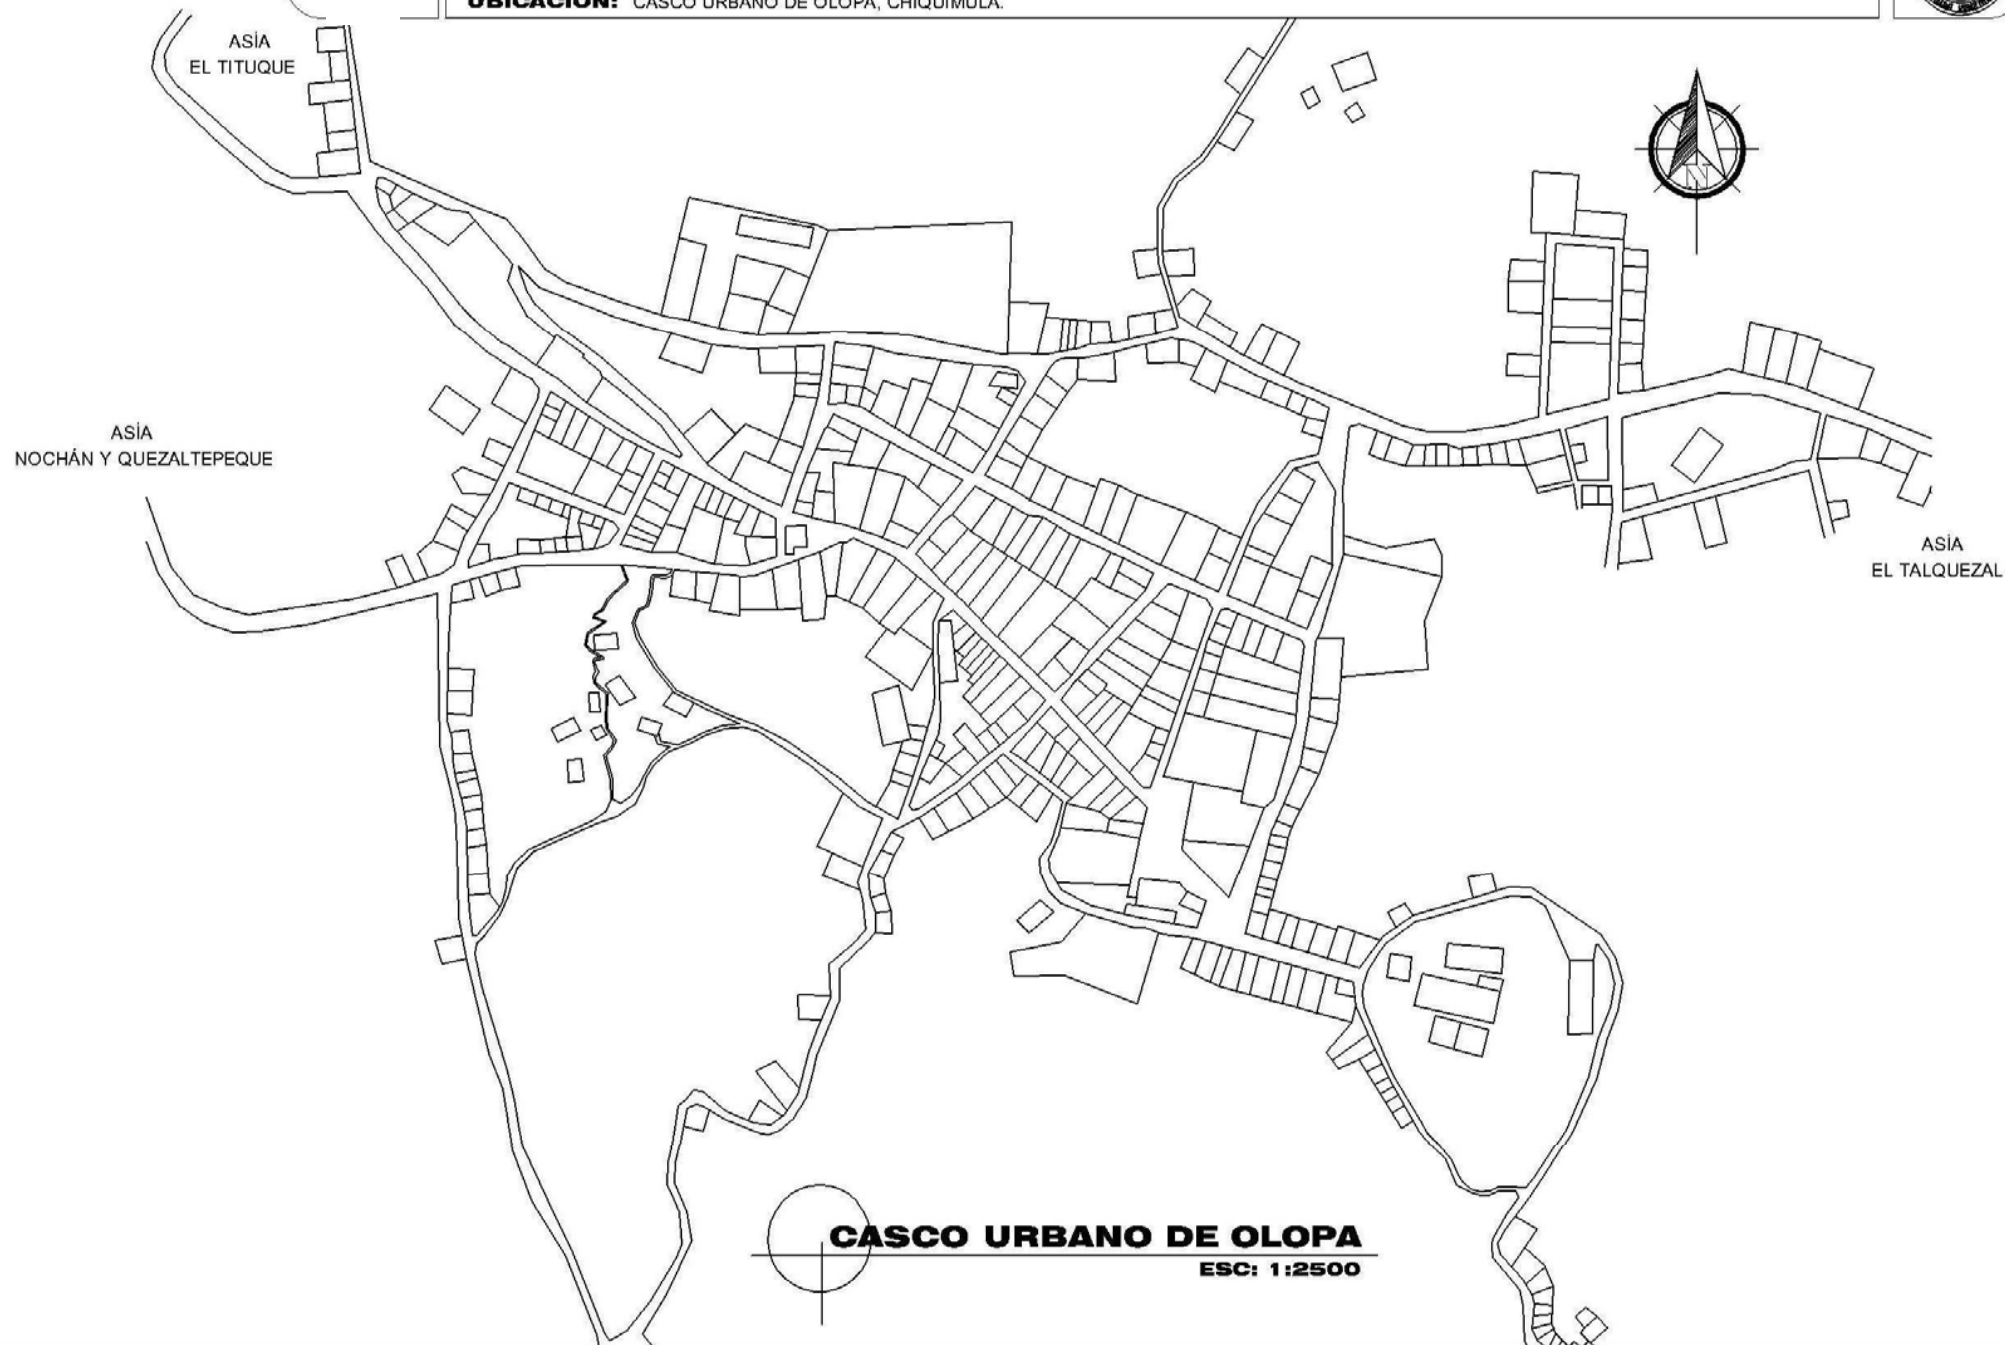 UBICACIÓN: CASCO URBANO DE OLOPA, CHIQUIMULA.
ASÍA
EL TITUQUE
N
ASÍA
NOCHÁN Y QUEZALTEPEQUE
ASÍA
EL TALQUEZAL
CASCO URBANO DE OLOPA
ESC: 1:2500